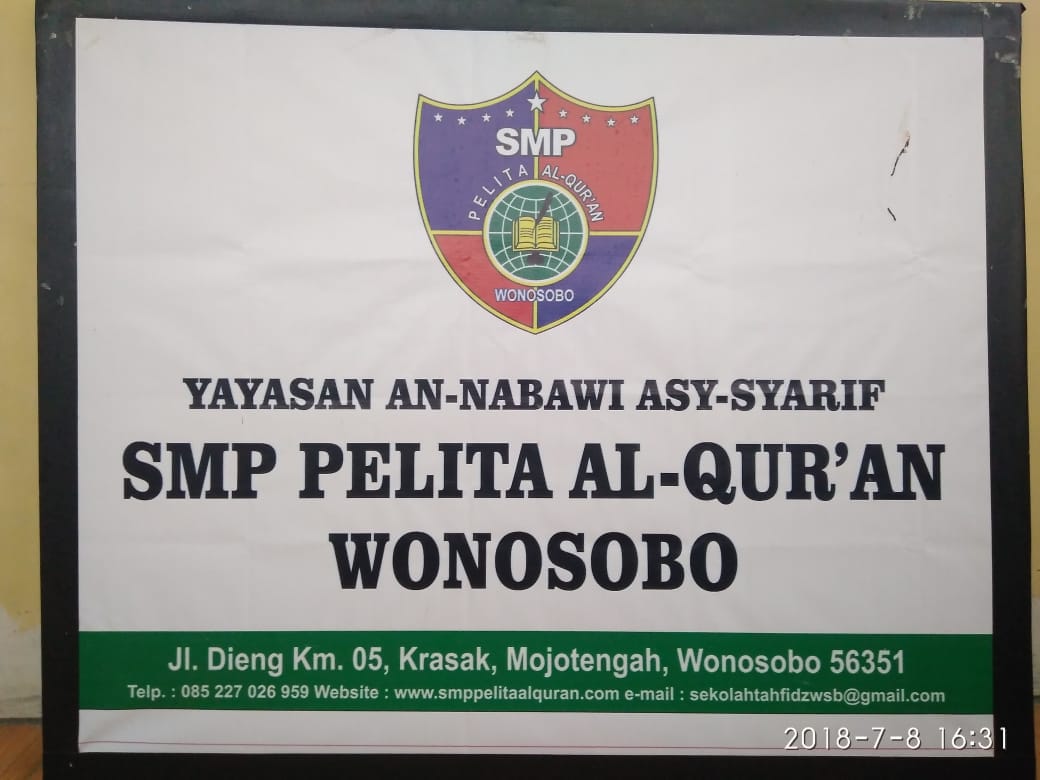 SMP
PELITA AL-QUR'AN
WONOSOBO
YAYASAN AN-NABAWI ASY-SYARIF
SMP PELITA AL-QUR'AN
WONOSOBO
Jl. Dieng Km. 05, Krasak, Mojotengah, Wonosobo 56351
Telp. : 085 227 026 959 Website : www.smppelitaalquran.com e-mail : sekolahtahfidzwsb@gmail.com
2018-7-8 16:31